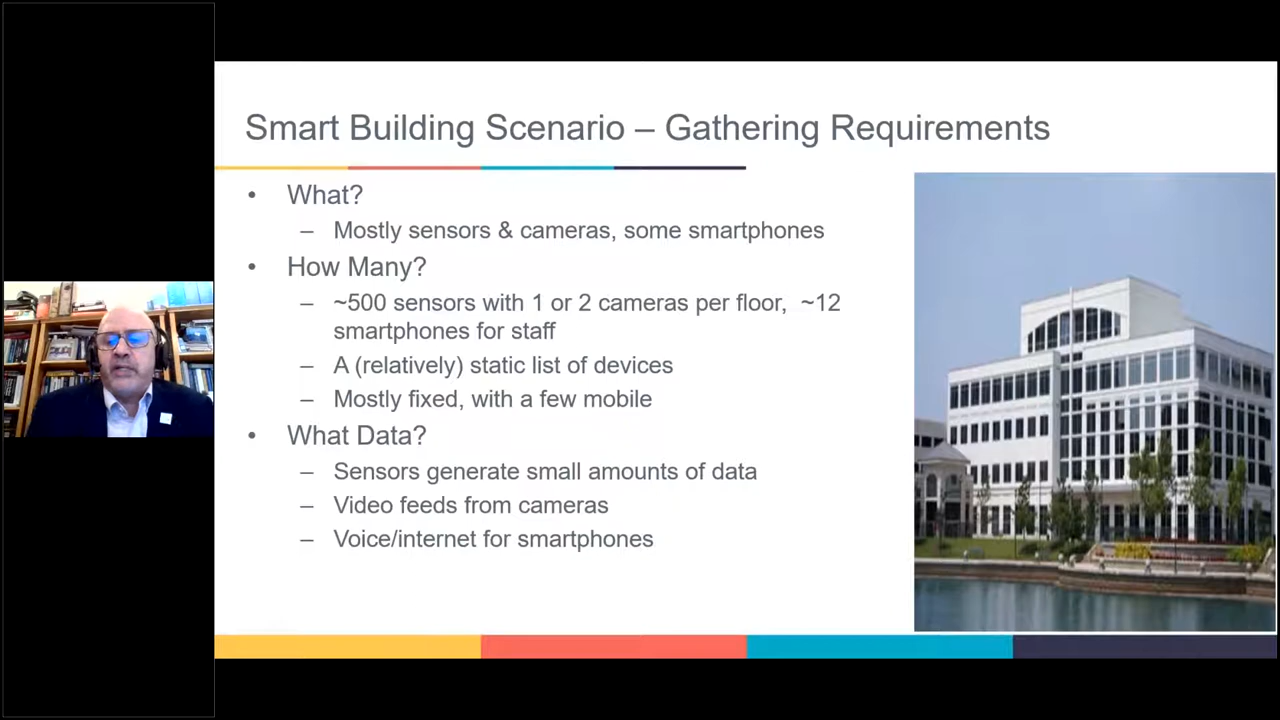 Smart Building Scenario – Gathering Requirements
• What?
– Mostly sensors & cameras, some smartphones
• How Many?
– ~500 sensors with 1 or 2 cameras per floor, ~12
smartphones for staff
– A (relatively) static list of devices
– Mostly fixed, with a few mobile
• What Data?
– Sensors generate small amounts of data
– Video feeds from cameras
– Voice/internet for smartphones